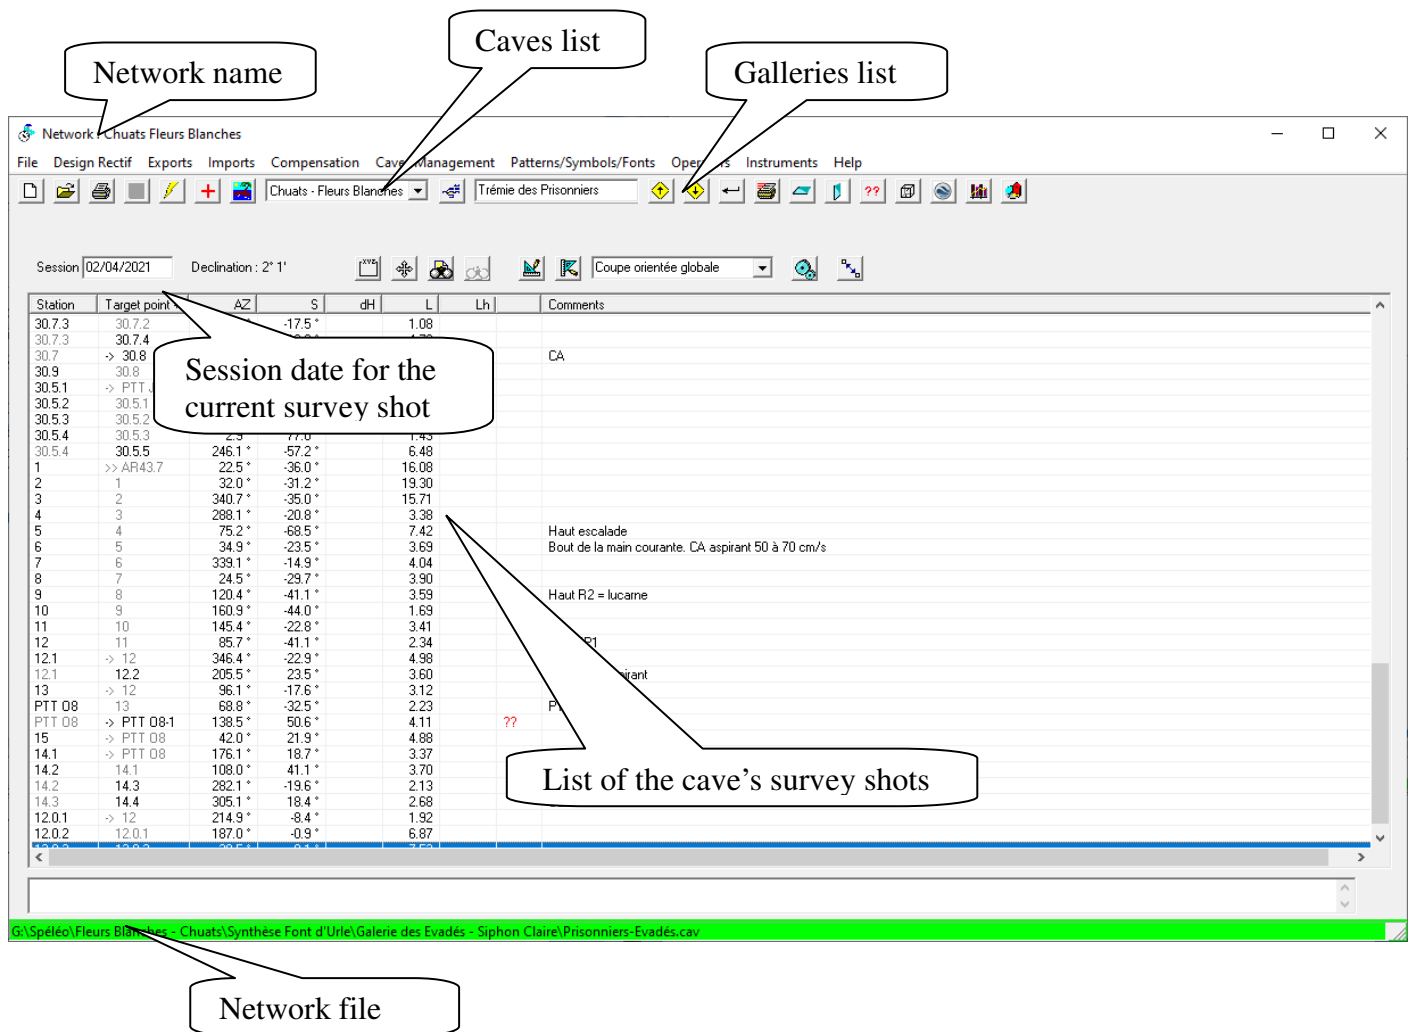 Caves list
Network name
Galleries list
Network : Chuats Fleurs Blanches
File Design Rectif Exports Imports Compensation Caves Management Patterns/Symbols/Fonts Operators Instruments Help
Chuats - Fleurs Blanches Trémie des Prisonniers ??
Session 02/04/2021 Declination : 2° 1' XYZ Coupe orientée globale
Station Target point AZ S dH L Lh Comments
30.7.3 30.7.2 -17.5 ° 1.08
30.7.3 30.7.4
30.7 -> 30.8 CA
30.9 30.8
30.5.1 -> PTT
30.5.2 30.5.1
30.5.3 30.5.2
30.5.4 30.5.3 2.9 ° 77.0 ° 1.43
30.5.4 30.5.5 246.1 ° -57.2 ° 6.48
1 >> AR43.7 22.5 ° -36.0 ° 16.08
2 1 32.0 ° -31.2 ° 19.30
3 2 340.7 ° -35.0 ° 15.71
4 3 288.1 ° -20.8 ° 3.38
5 4 75.2 ° -68.5 ° 7.42 Haut escalade
6 5 34.9 ° -23.5 ° 3.69 Bout de la main courante. CA aspirant 50 à 70 cm/s
7 6 339.1 ° -14.9 ° 4.04
8 7 24.5 ° -29.7 ° 3.90
9 8 120.4 ° -41.1 ° 3.59 Haut R2 = lucarne
10 9 160.9 ° -44.0 ° 1.69
11 10 145.4 ° -22.8 ° 3.41
12 11 85.7 ° -41.1 ° 2.34
12.1 -> 12 346.4 ° -22.9 ° 4.98
12.1 12.2 205.5 ° 23.5 ° 3.60
13 -> 12 96.1 ° -17.6 ° 3.12
PTT 08 13 68.8 ° -32.5 ° 2.23
PTT 08 -> PTT 08-1 138.5 ° 50.6 ° 4.11 ??
15 -> PTT 08 42.0 ° 21.9 ° 4.88
14.1 -> PTT 08 176.1 ° 18.7 ° 3.37
14.2 14.1 108.0 ° 41.1 ° 3.70
14.2 14.3 282.1 ° -19.6 ° 2.13
14.3 14.4 305.1 ° 18.4 ° 2.68
12.0.1 -> 12 214.9 ° -8.4 ° 1.92
12.0.2 12.0.1 187.0 ° -0.9 ° 6.87
Session date for the
current survey shot
List of the cave's survey shots
G:\Spéléo\Fleurs Blanches - Chuats\Synthèse Font d'Urle\Galerie des Evadés - Siphon Claire\Prisonniers-Evadés.cav
Network file